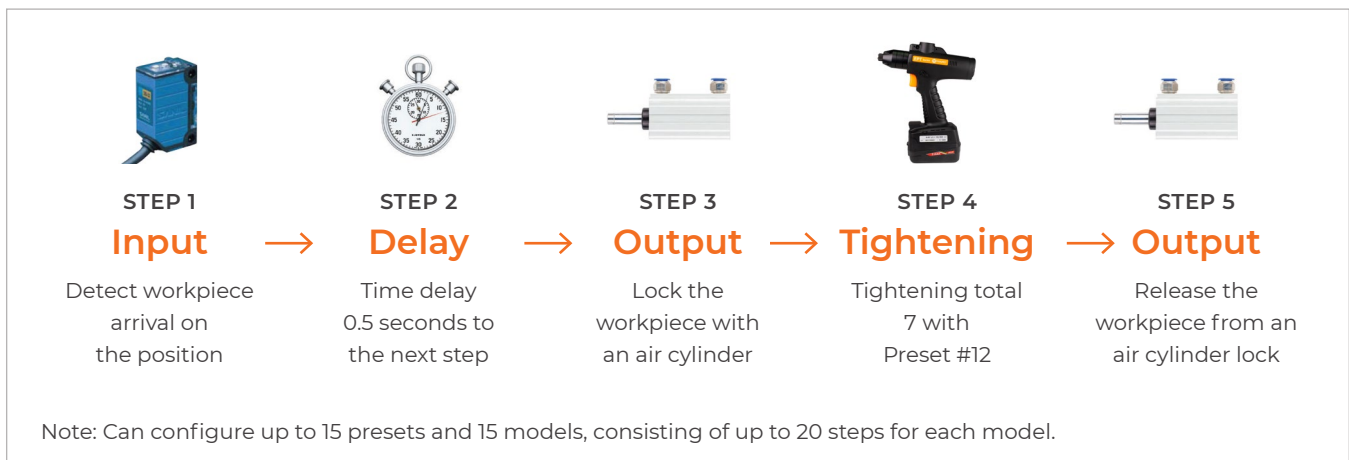 STEP 1
Input
Detect workpiece
arrival on
the position
STEP 2
Delay
Time delay
0.5 seconds to
the next step
STEP 3
Output
Lock the
workpiece with
an air cylinder
STEP 4
Tightening
Tightening total
7 with
Preset #12
STEP 5
Output
Release the
workpiece from an
air cylinder lock
Note: Can configure up to 15 presets and 15 models, consisting of up to 20 steps for each model.